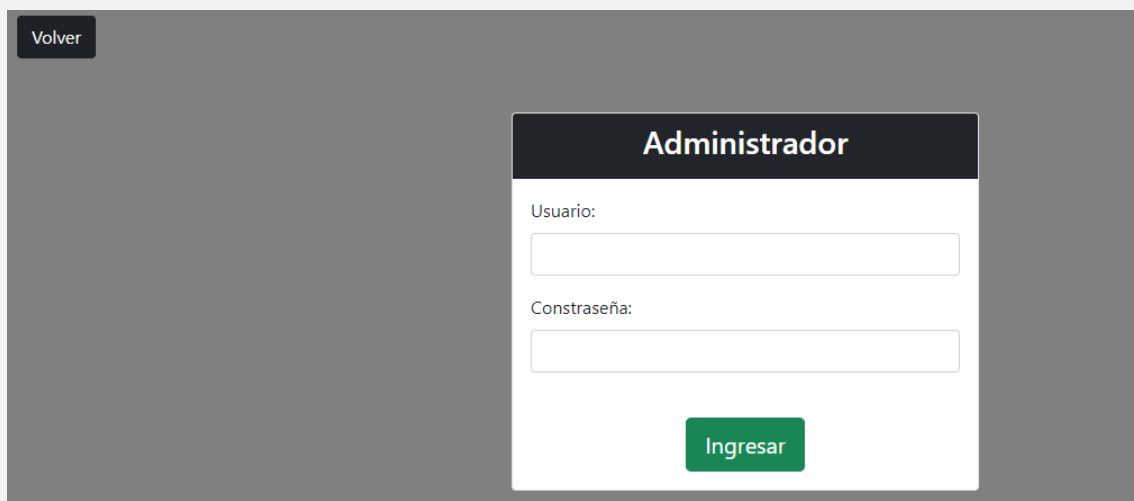 Volver
Administrador
Usuario:
Constraseña:
Ingresar